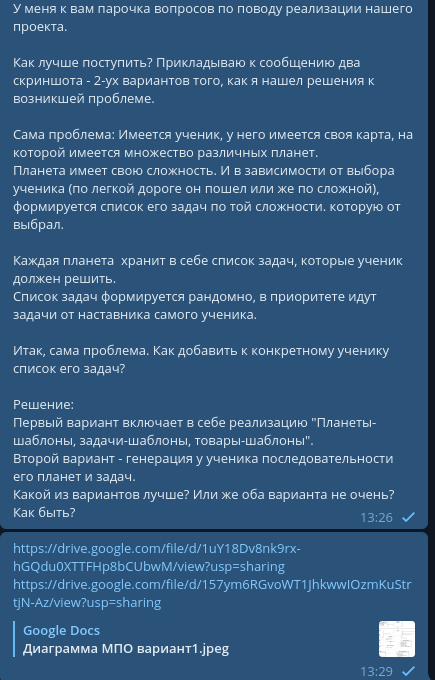 У меня к вам парочка вопросов по поводу реализации нашего
проекта.
Как лучше поступить? Прикладываю к сообщению два
скриншота - 2-ух вариантов того, как я нашел решения к
возникшей проблеме.
Сама проблема: Имеется ученик, у него имеется своя карта, на
которой имеется множество различных планет.
Планета имеет свою сложность. И в зависимости от выбора
ученика (по легкой дороге он пошел или же по сложной),
формируется список его задач по той сложности. которую от
выбрал.
Каждая планета  хранит в себе список задач, которые ученик
должен решить.
Список задач формируется рандомно, в приоритете идут
задачи от наставника самого ученика.
Итак, сама проблема. Как добавить к конкретному ученику
список его задач?
Решение:
Первый вариант включает в себе реализацию "Планеты-
шаблоны, задачи-шаблоны, товары-шаблоны".
Второй вариант - генерация у ученика последовательности
его планет и задач.
Какой из вариантов лучше? Или же оба варианта не очень?
Как быть?
13:26
https://drive.google.com/file/d/1uY18Dv8nk9rx-
hGQdu0XTTFHp8bCUbwM/view?usp=sharing
https://drive.google.com/file/d/157ym6RGvoWT1JhkwwIOzmKuStr
tjN-Az/view?usp=sharing
Google Docs
Диаграмма МПО вариант1.jpeg
13:29